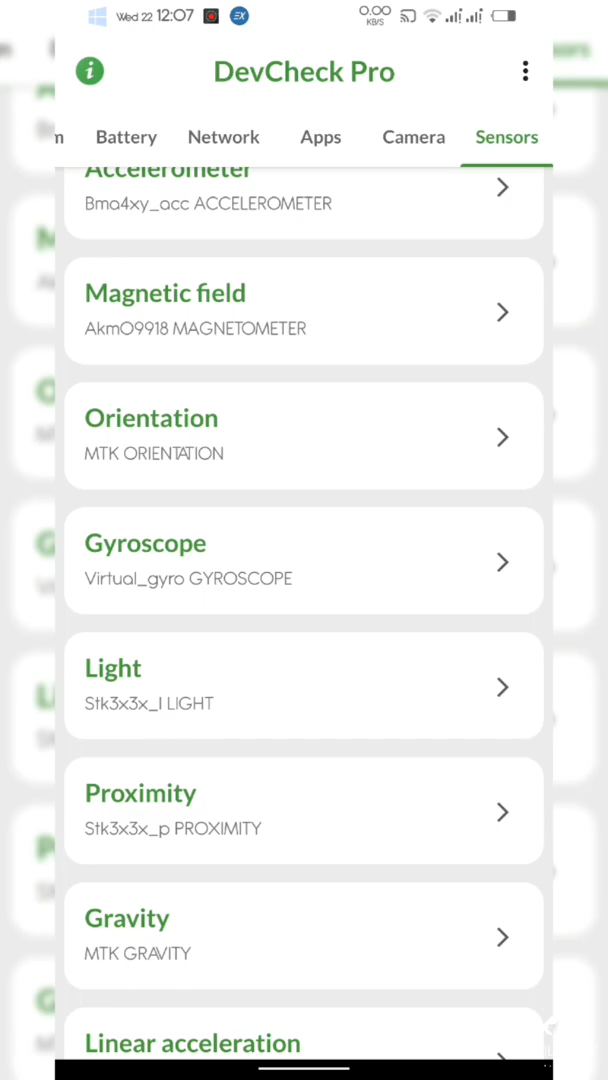 Wed 22 12:07
EX
0.00
KB/S
i
DevCheck Pro
m Battery Network Apps Camera Sensors
Accelerometer
Bma4xy_acc ACCELEROMETER
Magnetic field
Akm09918 MAGNETOMETER
Orientation
MTK ORIENTATION
Gyroscope
Virtual_gyro GYROSCOPE
Light
Stk3x3x_l LIGHT
Proximity
Stk3x3x_p PROXIMITY
Gravity
MTK GRAVITY
Linear acceleration